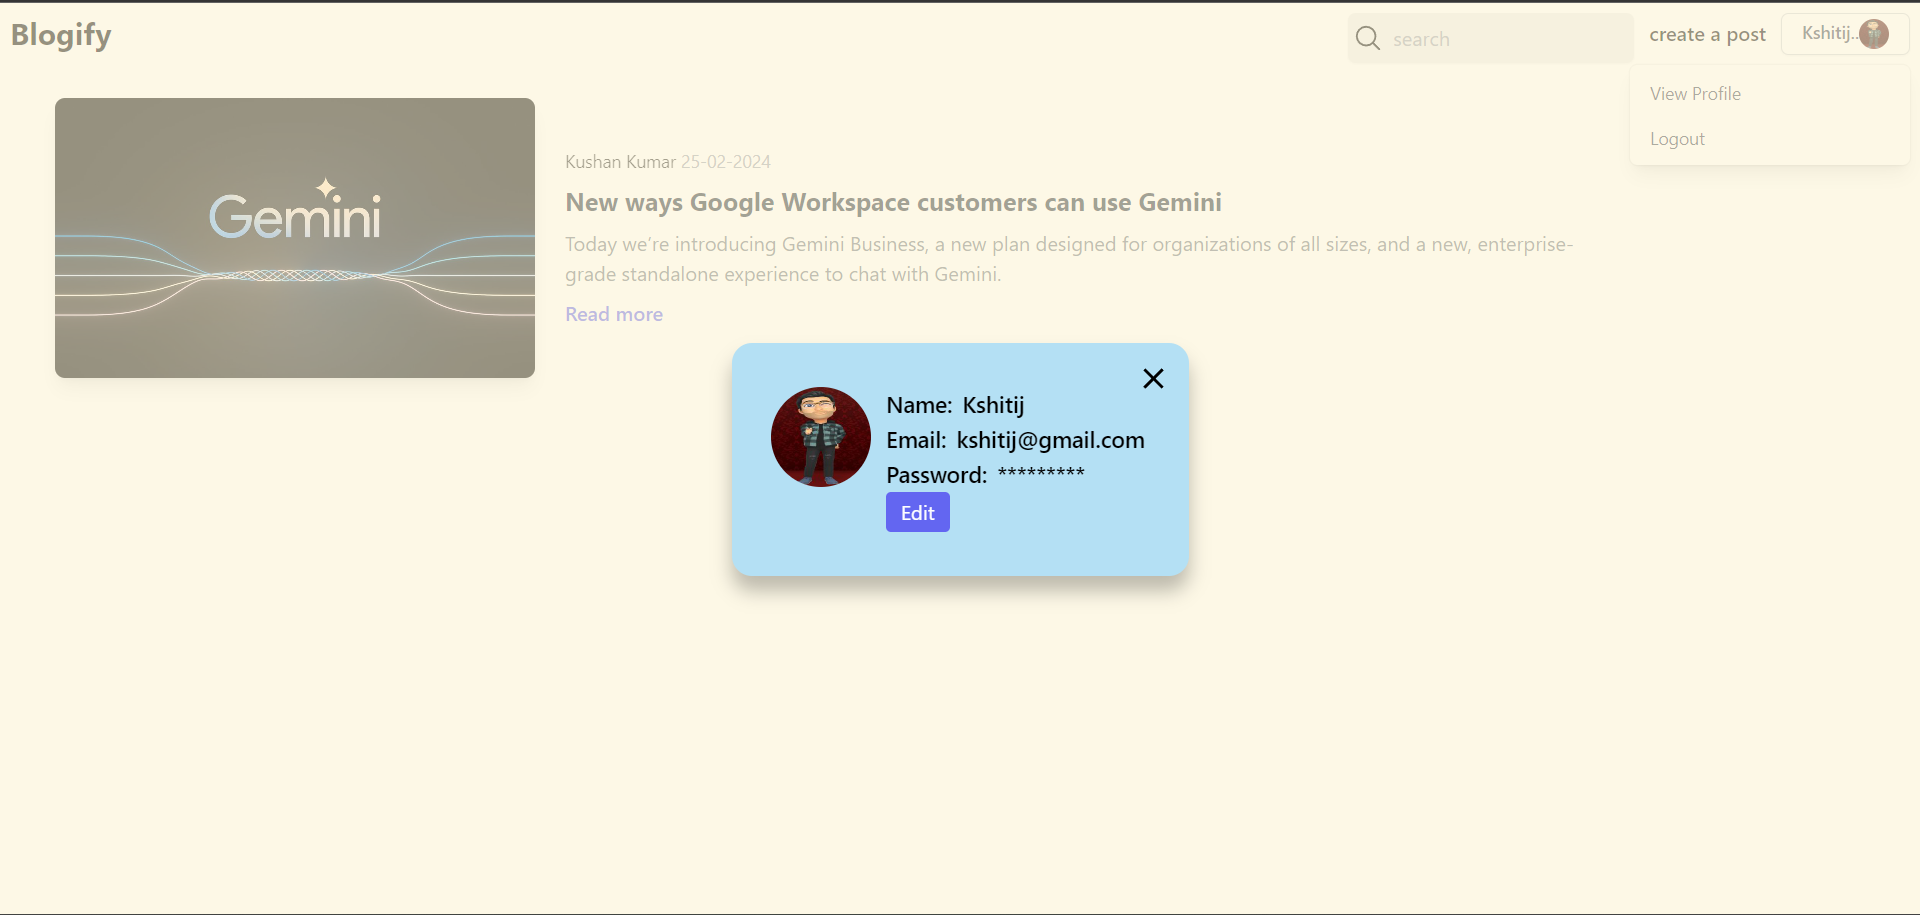 Blogify
search
create a post
Kshitij..
View Profile
Logout
Gemini
Kushan Kumar 25-02-2024
New ways Google Workspace customers can use Gemini
Today we’re introducing Gemini Business, a new plan designed for organizations of all sizes, and a new, enterprise-
grade standalone experience to chat with Gemini.
Read more
Name: Kshitij
Email: kshitij@gmail.com
Password: *********
Edit